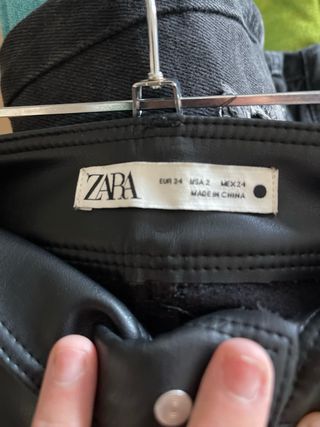 ZARA
EUR 34 USA 2 MEX 24
MADE IN CHINA